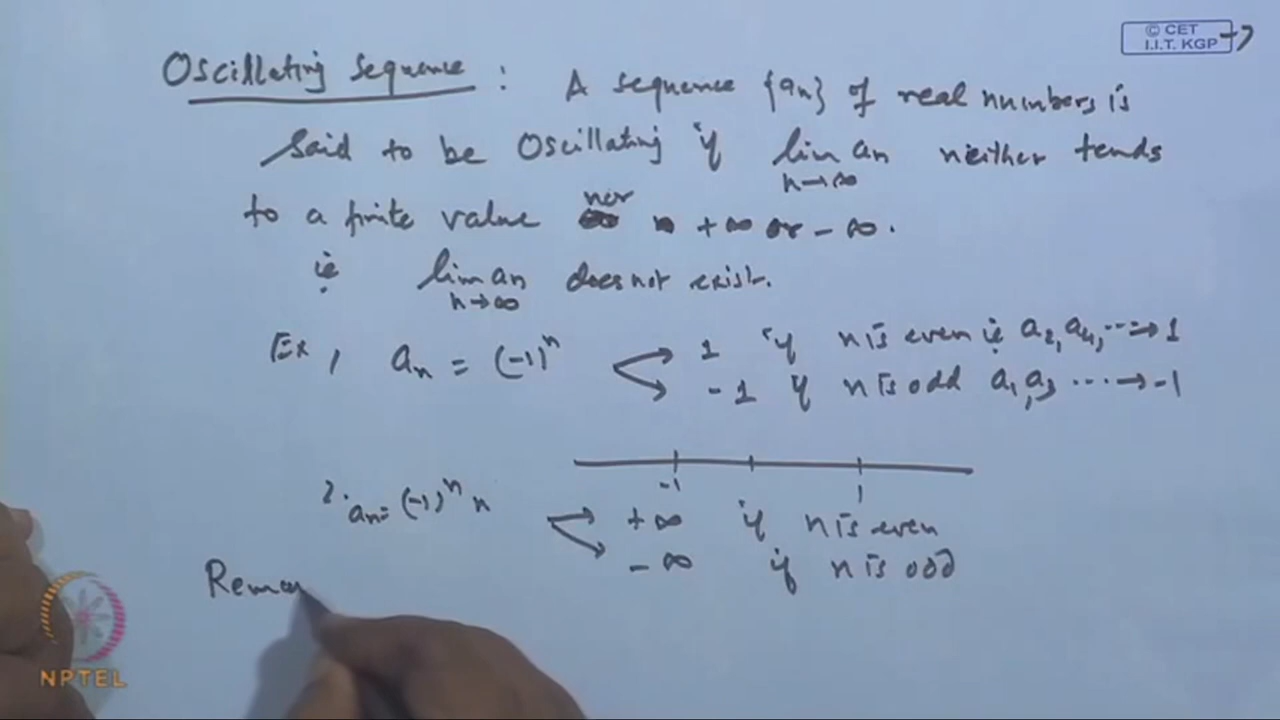 © CET
I.I.T. KGP
Oscillating Sequence : A sequence {an} of real numbers is
said to be Oscillating if lim an neither tends
n→∞
to a finite value nor +∞ or -∞.
ie lim an does not exist.
n→∞
Ex 1 an = (-1)^n 1 if n is even ie a2, a4, ...→ 1
-1 if n is odd a1, a3 ...→ -1
-1 1
2. an = (-1)^n n +∞ if n is even
-∞ if n is odd
Remar
NPTEL